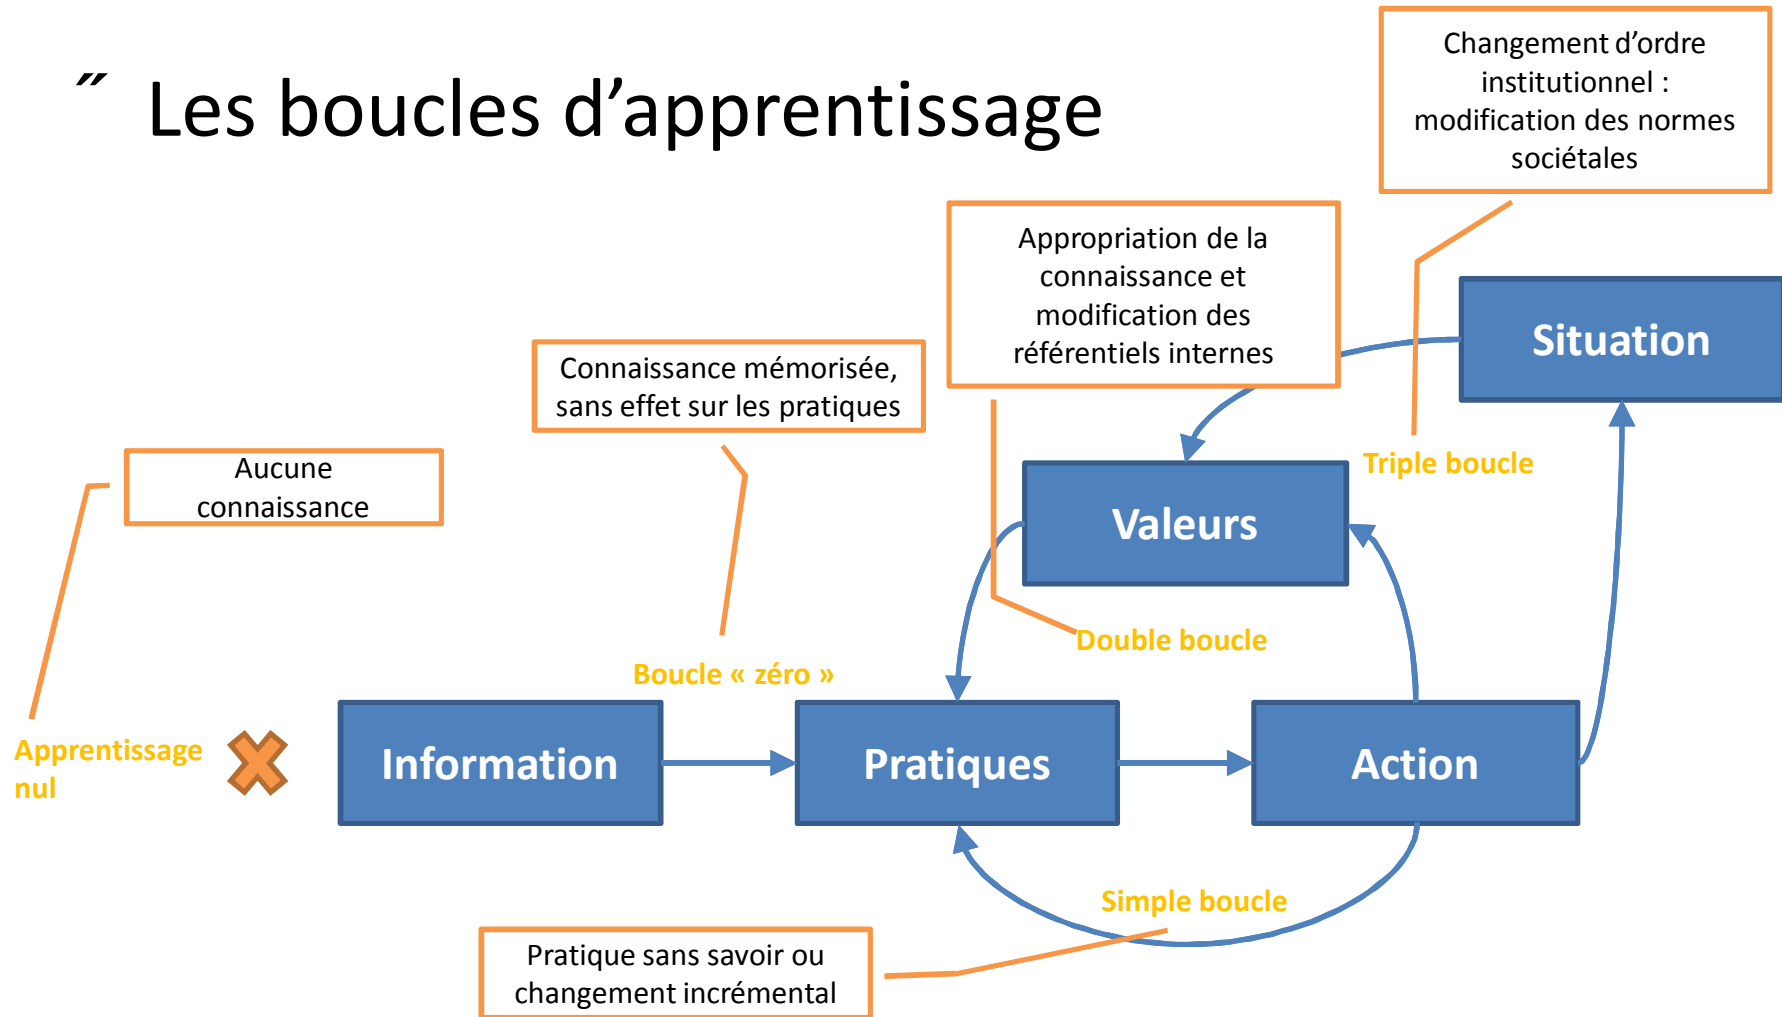 ˝ Les boucles d’apprentissage
Changement d’ordre
institutionnel :
modification des normes
sociétales
Appropriation de la
connaissance et
modification des
référentiels internes
Situation
Connaissance mémorisée,
sans effet sur les pratiques
Aucune
connaissance
Triple boucle
Valeurs
Double boucle
Boucle « zéro »
Apprentissage
nul
Information
Pratiques
Action
Simple boucle
Pratique sans savoir ou
changement incrémental